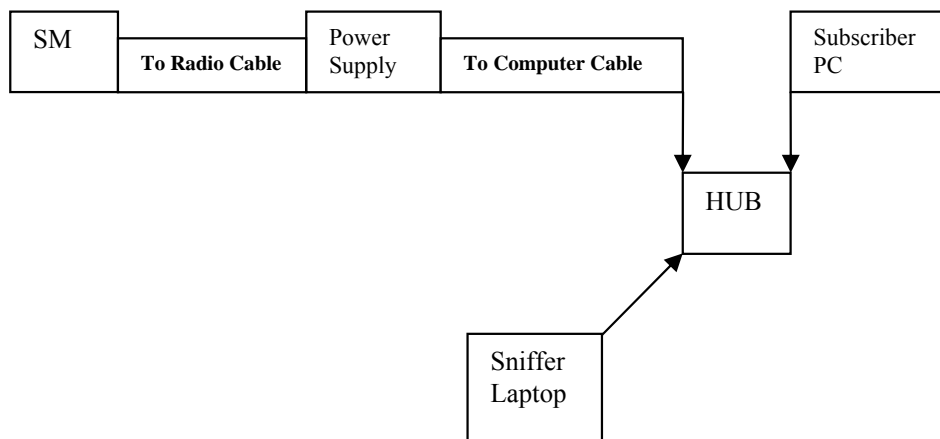 SM
To Radio Cable
Power
Supply
To Computer Cable
Subscriber
PC
HUB
Sniffer
Laptop